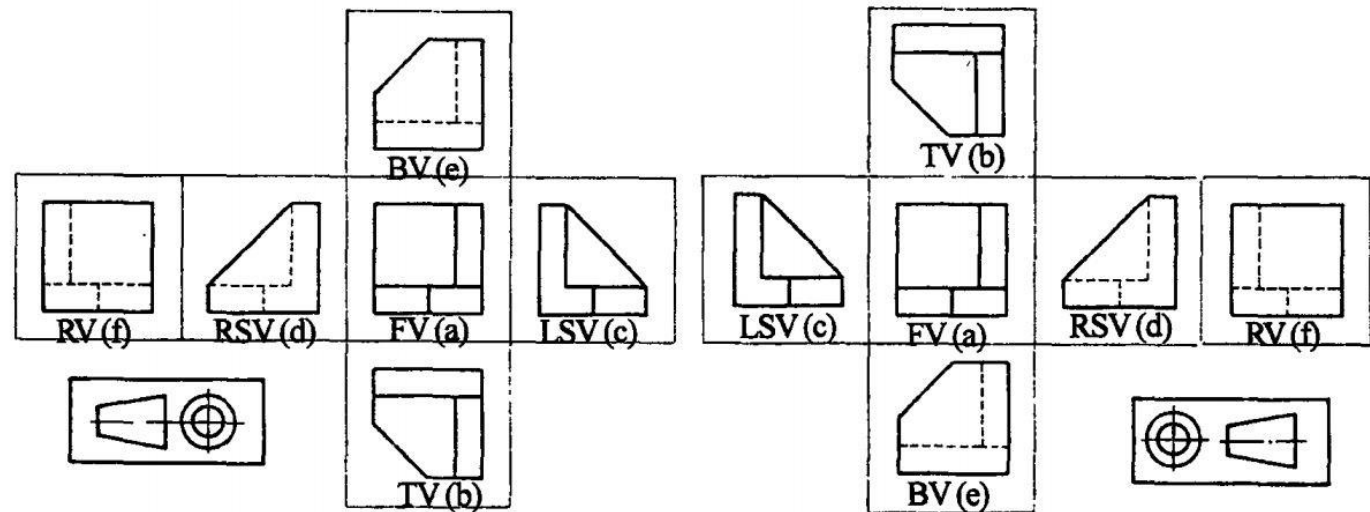 BV (e)
TV (b)
RV (f)
RSV (d)
FV (a)
LSV (c)
LSV (c)
FV (a)
RSV (d)
RV (f)
TV (b)
BV (e)